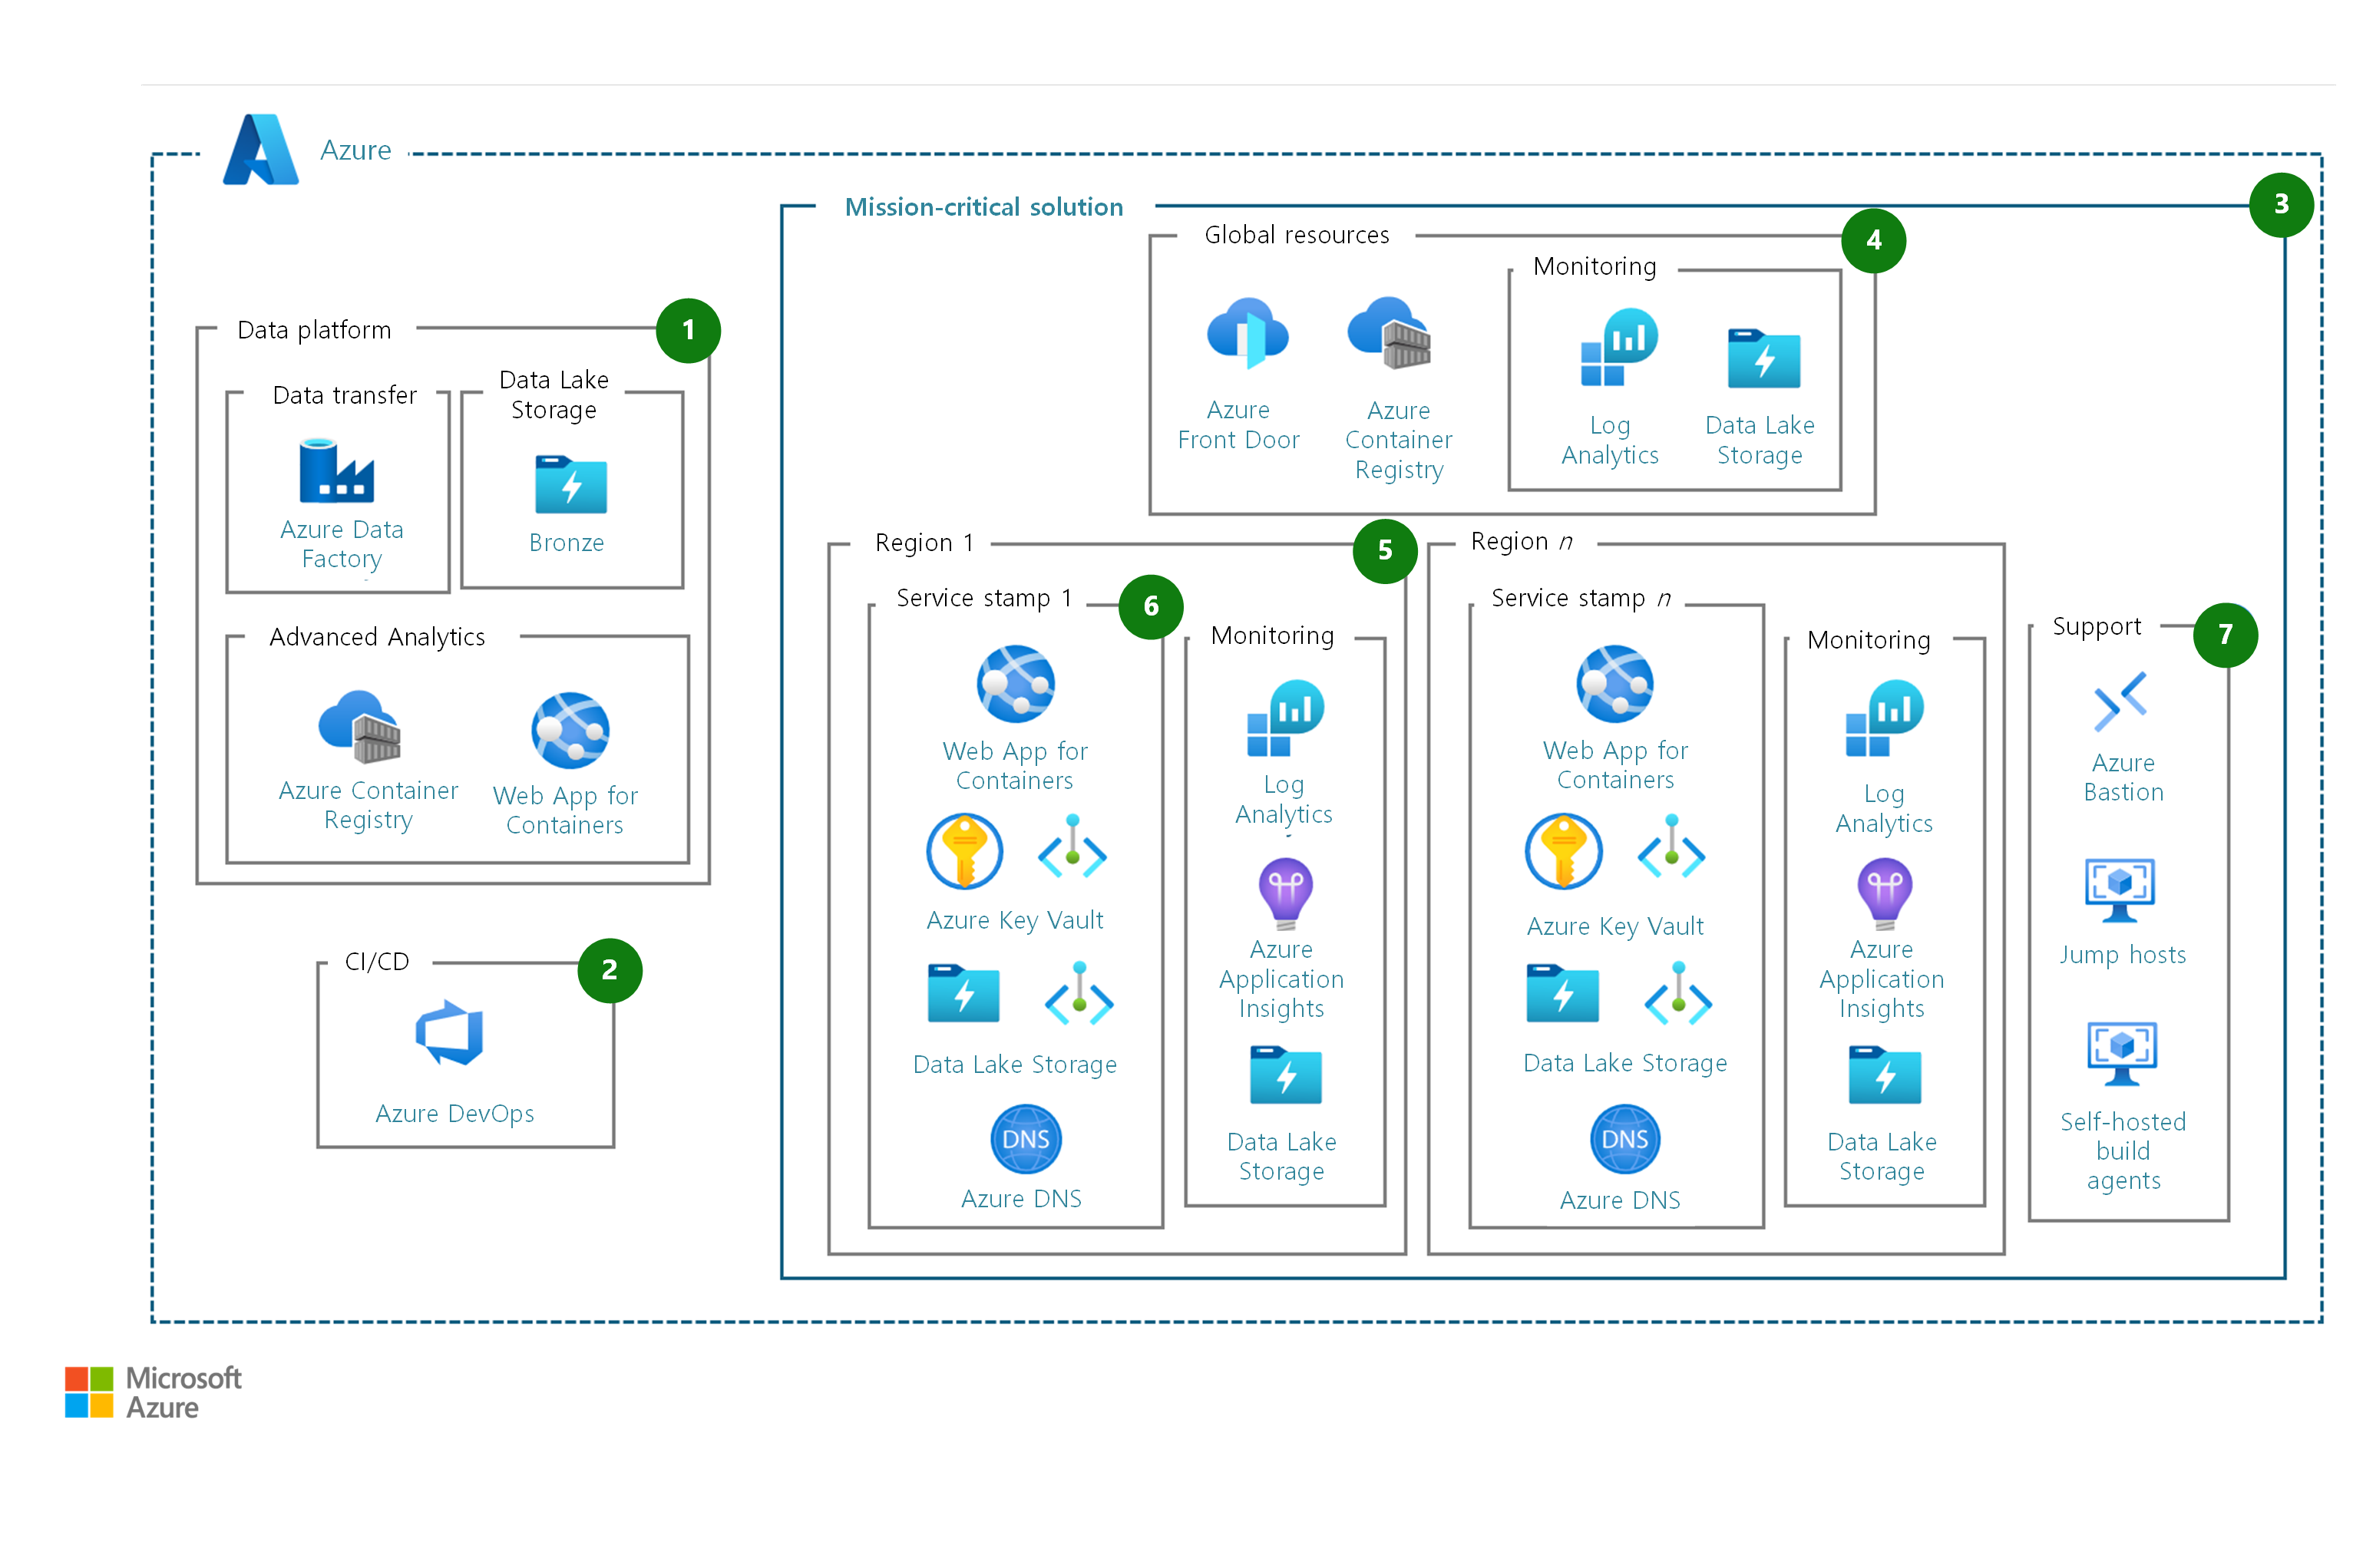 Azure
Mission-critical solution
3
Global resources
4
Monitoring
Azure
Front Door
Azure
Container
Registry
Log
Analytics
Data Lake
Storage
Data platform
1
Data transfer
Data Lake
Storage
Azure Data
Factory
Bronze
Advanced Analytics
Azure Container
Registry
Web App for
Containers
CI/CD
2
Azure DevOps
Region 1
5
Service stamp 1
6
Web App for
Containers
Azure Key Vault
Data Lake Storage
DNS
Azure DNS
Monitoring
Log
Analytics
Azure
Application
Insights
Data Lake
Storage
Region n
Service stamp n
Web App for
Containers
Azure Key Vault
Data Lake Storage
DNS
Azure DNS
Monitoring
Log
Analytics
Azure
Application
Insights
Data Lake
Storage
Support
7
Azure
Bastion
Jump hosts
Self-hosted
build
agents
Microsoft
Azure